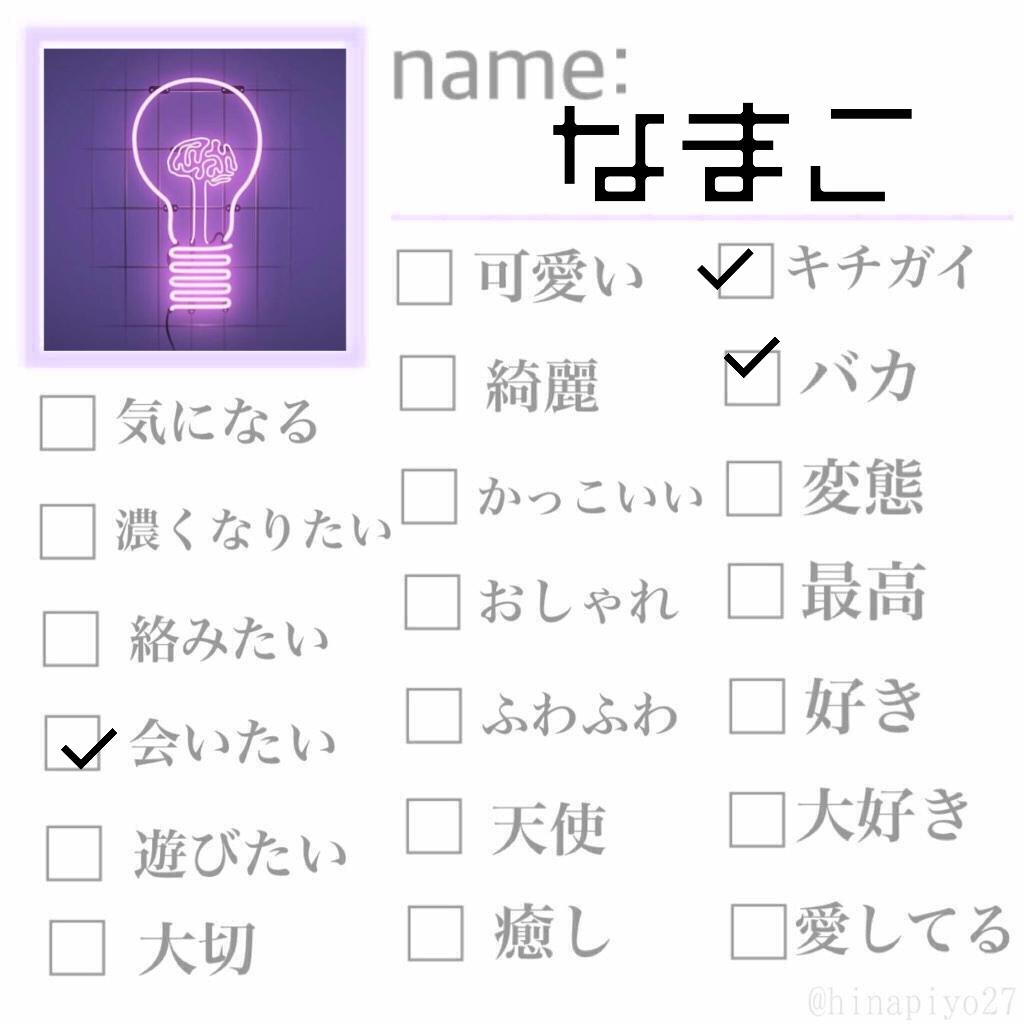 name:
なまこ
可愛い
綺麗
かっこいい
おしゃれ
ふわふわ
天使
癒し
キチガイ
バカ
変態
最高
好き
大好き
愛してる
気になる
濃くなりたい
絡みたい
会いたい
遊びたい
大切
@hinapiyo27